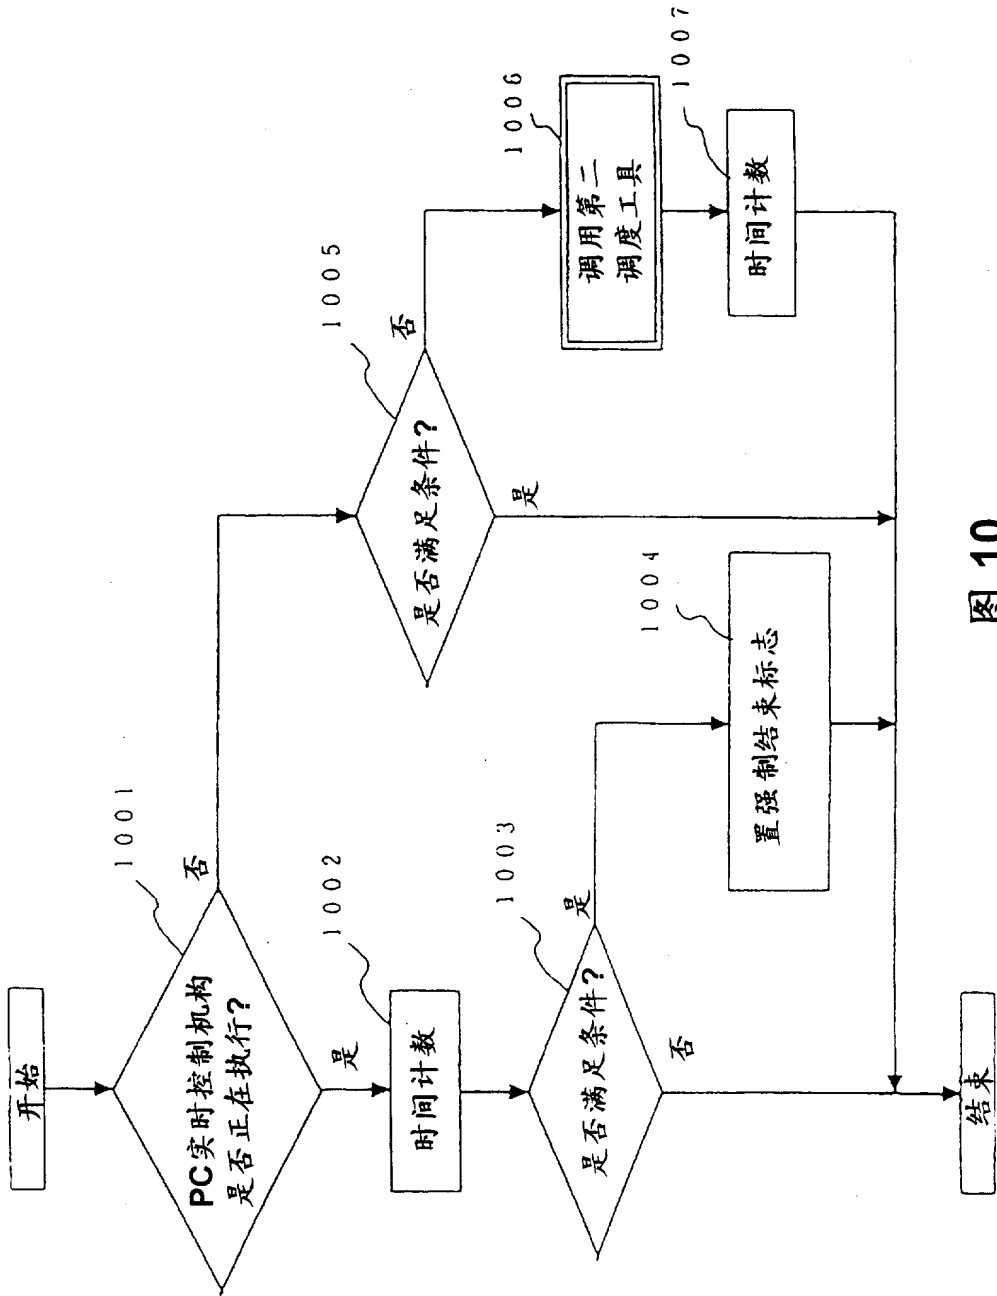 开始
1001
PC实时控制机构
是否正在执行?
否
是
1002
时间计数
1003
是否满足条件?
是
否
1004
置强制结束标志
1005
是否满足条件?
否
是
1006
调用第二
调度工具
1007
时间计数
结束
图 10